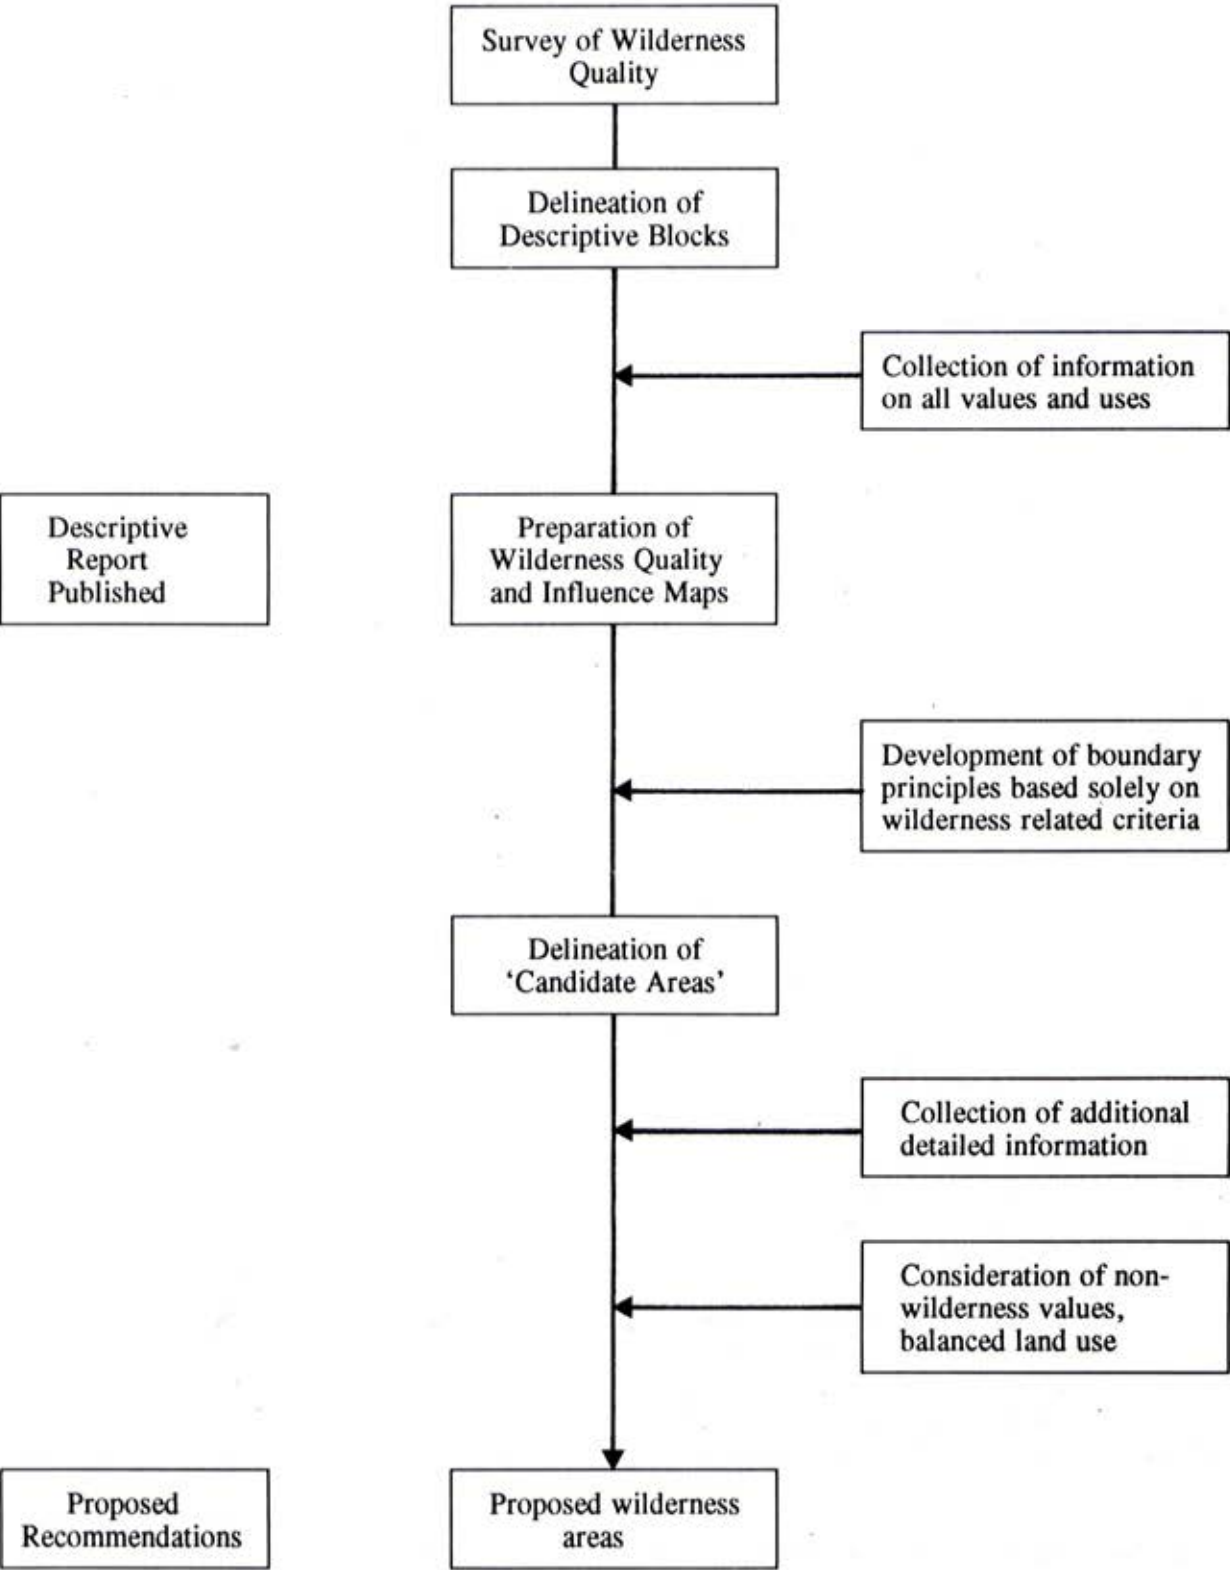 Survey of Wilderness
Quality
Delineation of
Descriptive Blocks
Collection of information
on all values and uses
Descriptive
Report
Published
Preparation of
Wilderness Quality
and Influence Maps
Development of boundary
principles based solely on
wilderness related criteria
Delineation of
‘Candidate Areas’
Collection of additional
detailed information
Consideration of non-
wilderness values,
balanced land use
Proposed
Recommendations
Proposed wilderness
areas